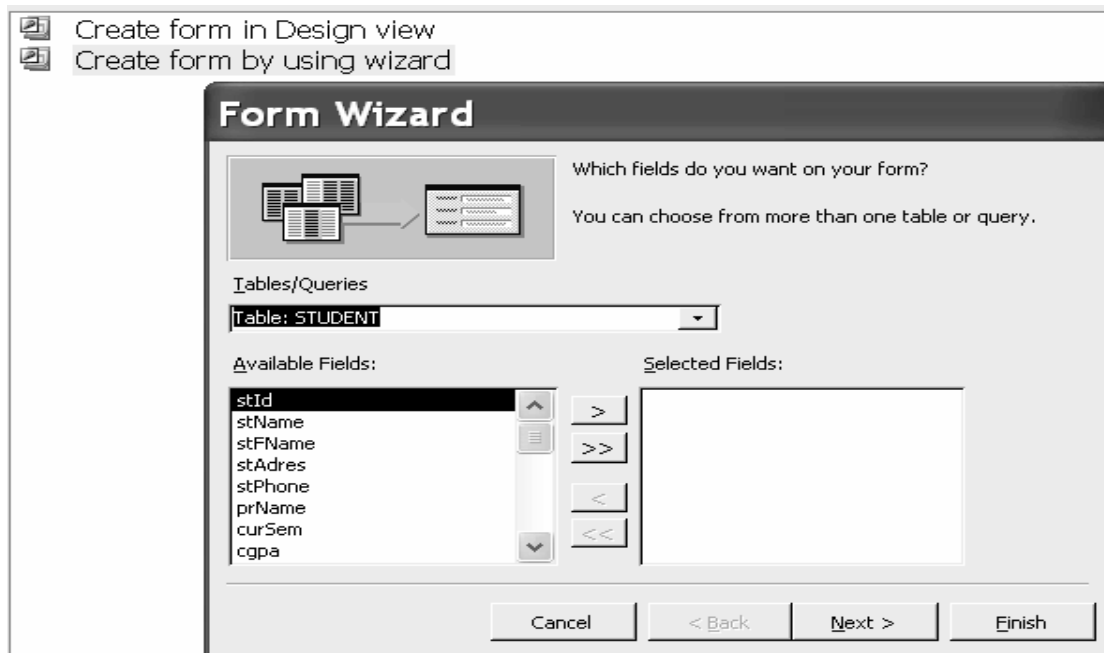 Create form in Design view
Create form by using wizard
Form Wizard
Which fields do you want on your form?
You can choose from more than one table or query.
Tables/Queries
Table: STUDENT
Available Fields:
Selected Fields:
stId
stName
stFName
stAdres
stPhone
prName
curSem
cgpa
>
>>
<
<<
Cancel
< Back
Next >
Finish